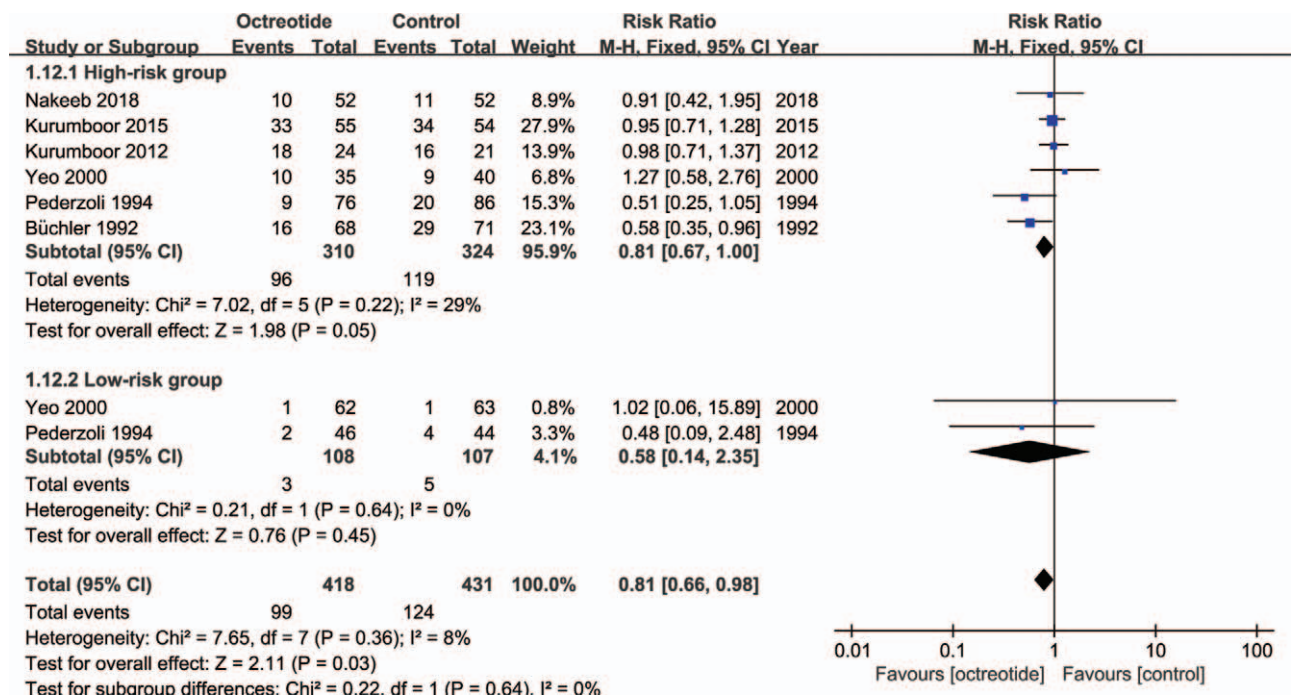 Octreotide Control Risk Ratio Risk Ratio
Study or Subgroup Events Total Events Total Weight M-H, Fixed, 95% CI Year M-H, Fixed, 95% CI
1.12.1 High-risk group
Nakeeb 2018 10 52 11 52 8.9% 0.91 [0.42, 1.95] 2018
Kurumboor 2015 33 55 34 54 27.9% 0.95 [0.71, 1.28] 2015
Kurumboor 2012 18 24 16 21 13.9% 0.98 [0.71, 1.37] 2012
Yeo 2000 10 35 9 40 6.8% 1.27 [0.58, 2.76] 2000
Pederzoli 1994 9 76 20 86 15.3% 0.51 [0.25, 1.05] 1994
Büchler 1992 16 68 29 71 23.1% 0.58 [0.35, 0.96] 1992
Subtotal (95% CI) 310 324 95.9% 0.81 [0.67, 1.00]
Total events 96 119
Heterogeneity: Chi² = 7.02, df = 5 (P = 0.22); I² = 29%
Test for overall effect: Z = 1.98 (P = 0.05)
1.12.2 Low-risk group
Yeo 2000 1 62 1 63 0.8% 1.02 [0.06, 15.89] 2000
Pederzoli 1994 2 46 4 44 3.3% 0.48 [0.09, 2.48] 1994
Subtotal (95% CI) 108 107 4.1% 0.58 [0.14, 2.35]
Total events 3 5
Heterogeneity: Chi² = 0.21, df = 1 (P = 0.64); I² = 0%
Test for overall effect: Z = 0.76 (P = 0.45)
Total (95% CI) 418 431 100.0% 0.81 [0.66, 0.98]
Total events 99 124
Heterogeneity: Chi² = 7.65, df = 7 (P = 0.36); I² = 8%
Test for overall effect: Z = 2.11 (P = 0.03)
Test for subgroup differences: Chi² = 0.22, df = 1 (P = 0.64), I² = 0%
0.01 0.1 1 10 100
Favours [octreotide] Favours [control]